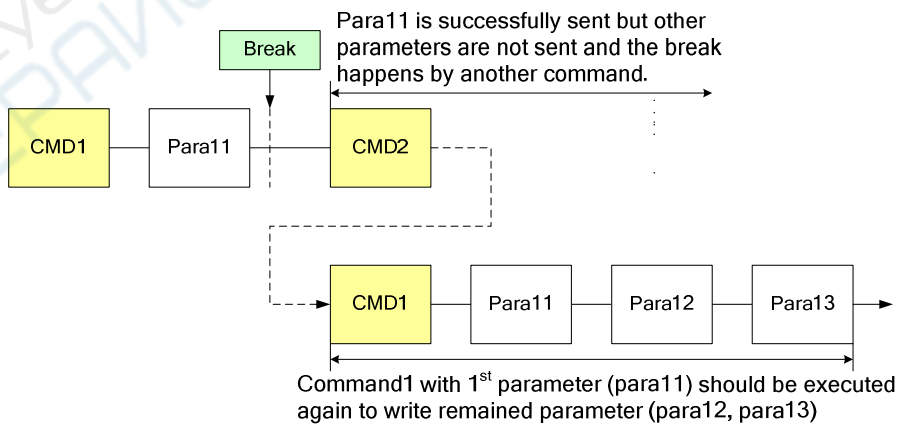 Para11 is successfully sent but other
parameters are not sent and the break
happens by another command.
Break
CMD1
Para11
CMD2
CMD1
Para11
Para12
Para13
Command1 with 1st parameter (para11) should be executed
again to write remained parameter (para12, para13)